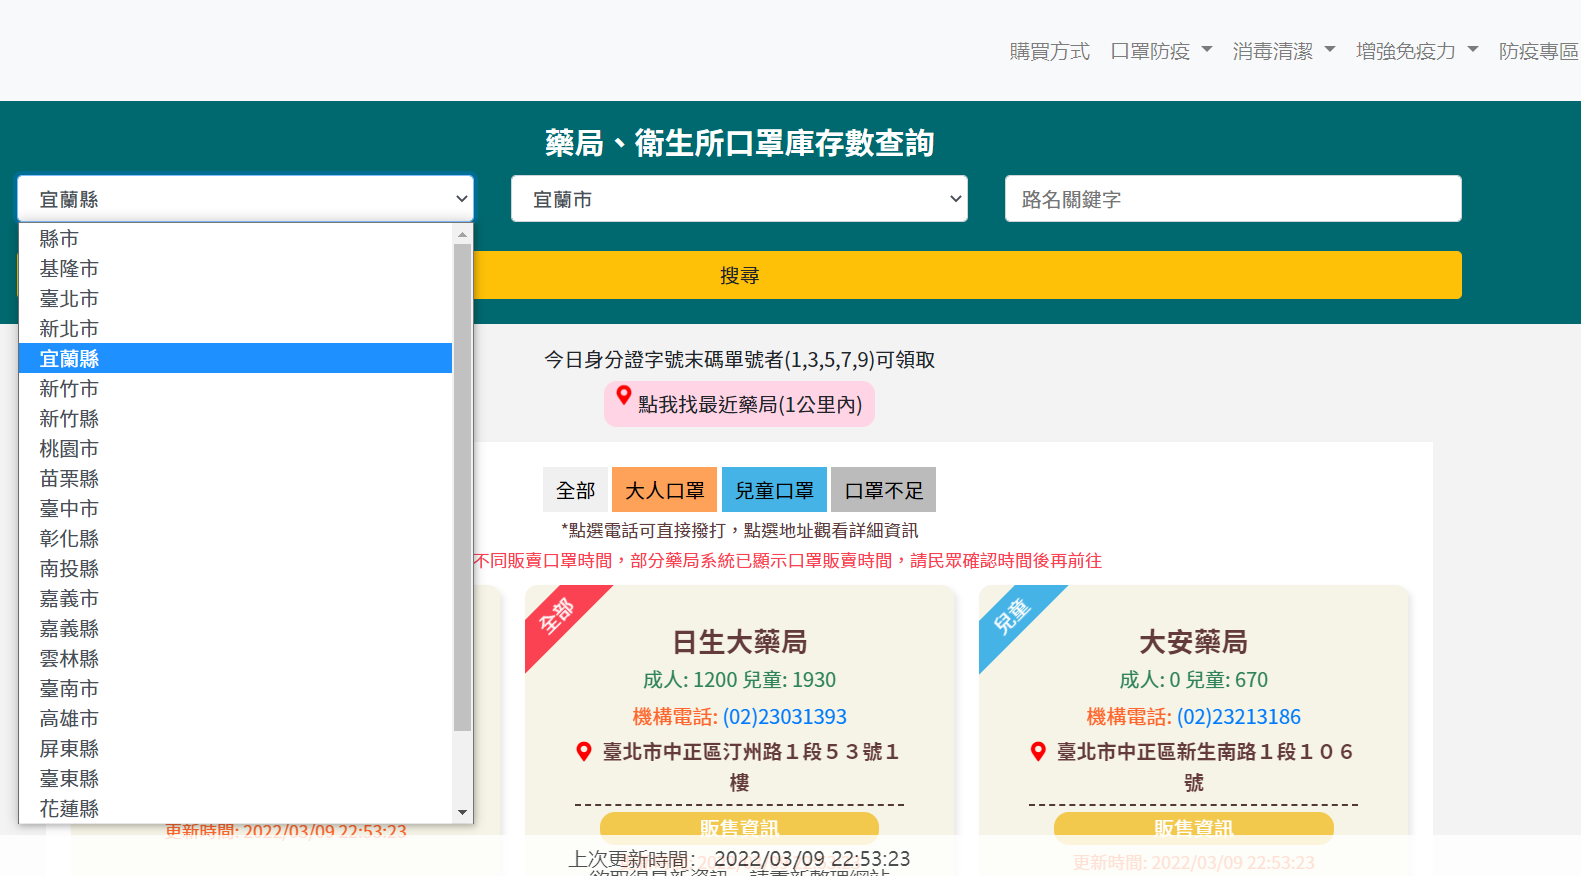 購買方式 口罩防疫 消毒清潔 增強免疫力 防疫專區
藥局、衛生所口罩庫存數查詢
宜蘭縣 宜蘭市 路名關鍵字
搜尋
縣市
基隆市
臺北市
新北市
宜蘭縣
新竹市
新竹縣
桃園市
苗栗縣
臺中市
彰化縣
南投縣
嘉義市
嘉義縣
雲林縣
臺南市
高雄市
屏東縣
臺東縣
花蓮縣
今日身分證字號末碼單號者(1,3,5,7,9)可領取
點我找最近藥局(1公里內)
全部 大人口罩 兒童口罩 口罩不足
*點選電話可直接撥打，點選地址觀看詳細資訊
不同販賣口罩時間，部分藥局系統已顯示口罩販賣時間，請民眾確認時間後再前往
更新時間: 2022/03/09 22:53:23
全部
日生大藥局
成人: 1200 兒童: 1930
機構電話: (02)23031393
臺北市中正區汀州路１段５３號１
樓
販售資訊
兒童
大安藥局
成人: 0 兒童: 670
機構電話: (02)23213186
臺北市中正區新生南路１段１０６
號
販售資訊
更新時間: 2022/03/09 22:53:23
上次更新時間： 2022/03/09 22:53:23
欲取得最新資訊，請重新整理網站